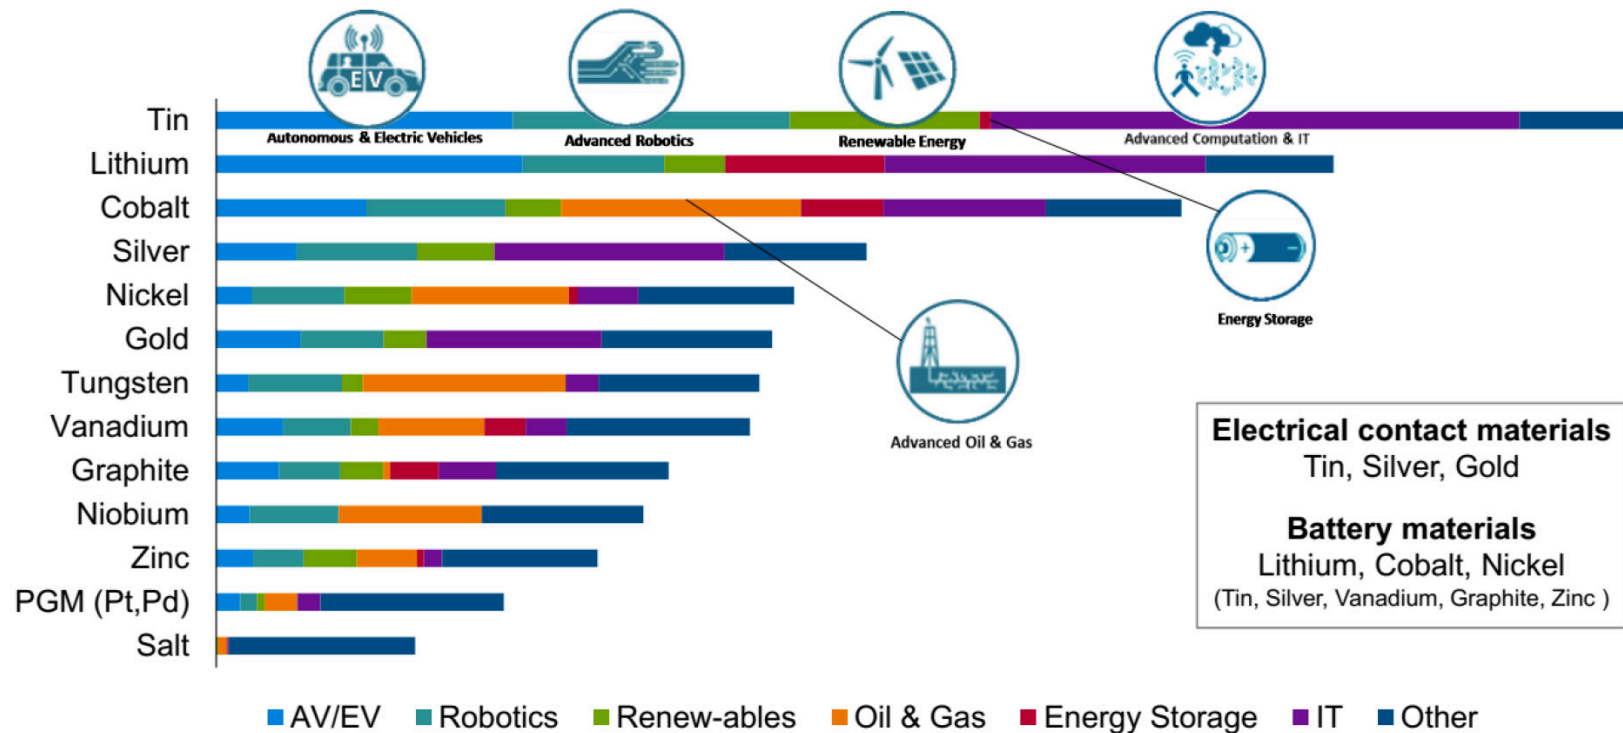 EV
Autonomous & Electric Vehicles
Advanced Robotics
Renewable Energy
Advanced Computation & IT
Tin
Lithium
Cobalt
Silver
Nickel
Gold
Tungsten
Vanadium
Graphite
Niobium
Zinc
PGM (Pt,Pd)
Salt
+ −
Energy Storage
Advanced Oil & Gas
Electrical contact materials
Tin, Silver, Gold
Battery materials
Lithium, Cobalt, Nickel
(Tin, Silver, Vanadium, Graphite, Zinc )
AV/EV Robotics Renew-ables Oil & Gas Energy Storage IT Other